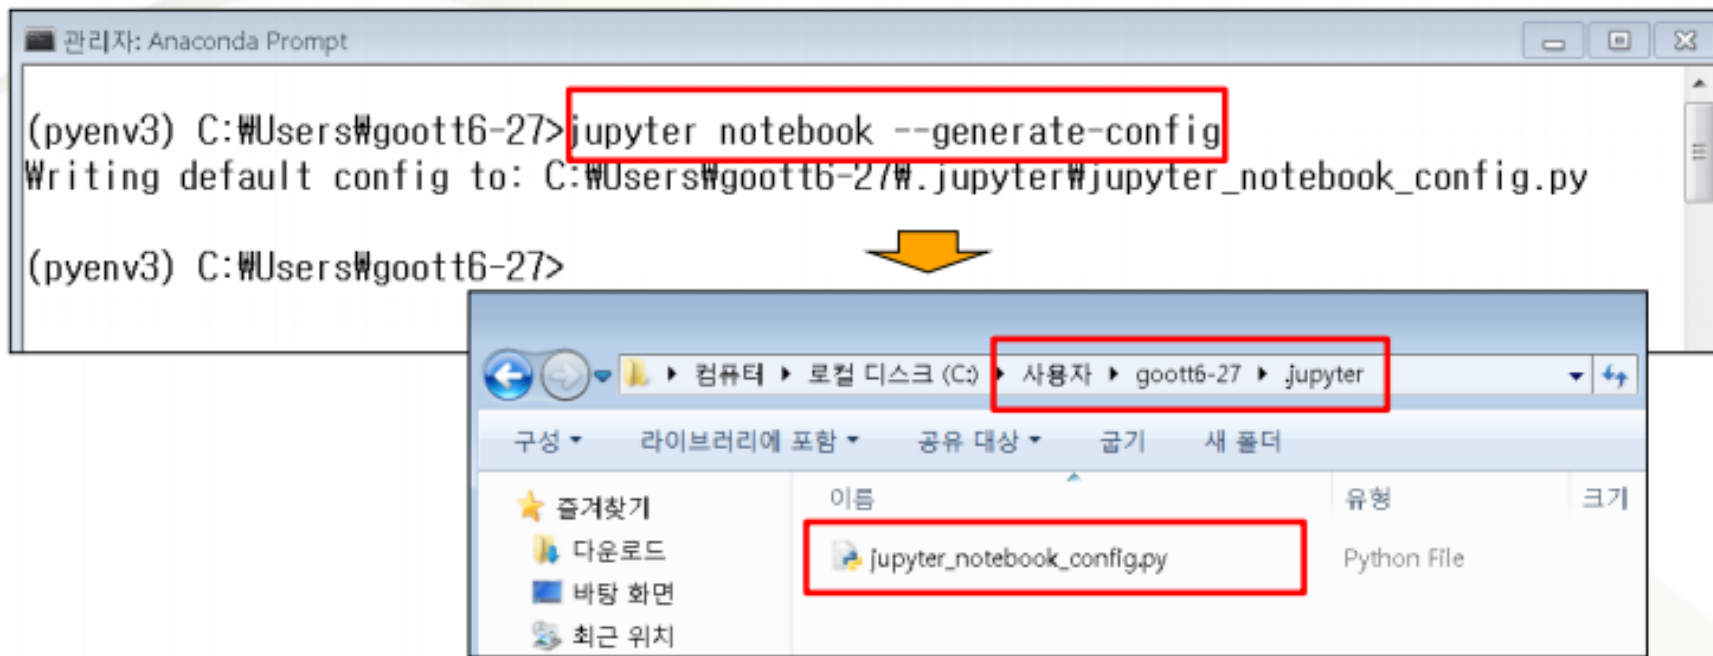 관리자: Anaconda Prompt
(pyenv3) C:₩Users₩goott6-27>jupyter notebook --generate-config
Writing default config to: C:₩Users₩goott6-27₩.jupyter₩jupyter_notebook_config.py
(pyenv3) C:₩Users₩goott6-27>
컴퓨터 ▶ 로컬 디스크 (C:) ▶ 사용자 ▶ goott6-27 ▶ .jupyter
구성 라이브러리에 포함 공유 대상 굽기 새 폴더
즐겨찾기 이름 유형 크기
다운로드 jupyter_notebook_config.py Python File
바탕 화면
최근 위치